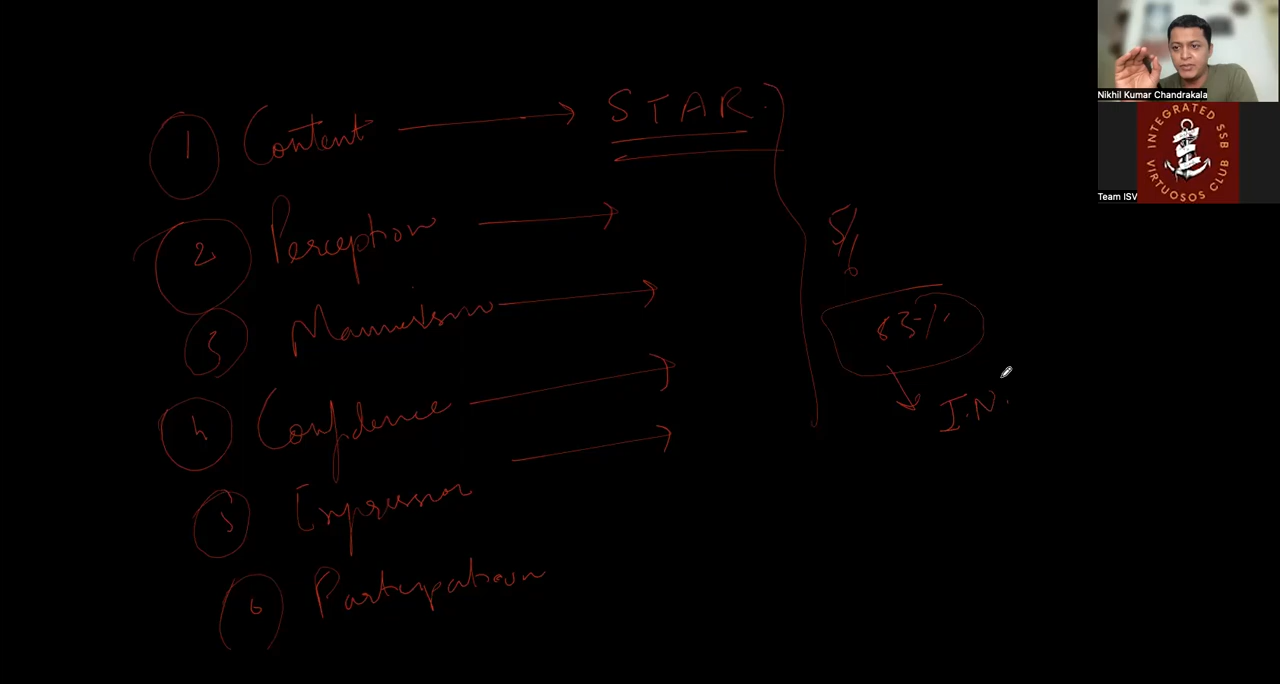 1 Content → STAR.
2 Perception →
3 Mannerism →
4 Confidence →
5 Expression
6 Participation
5/6
83%
I.N.
Nikhil Kumar Chandrakala
INTEGRATED SSB
VIRTUOSOS CLUB
Team ISV